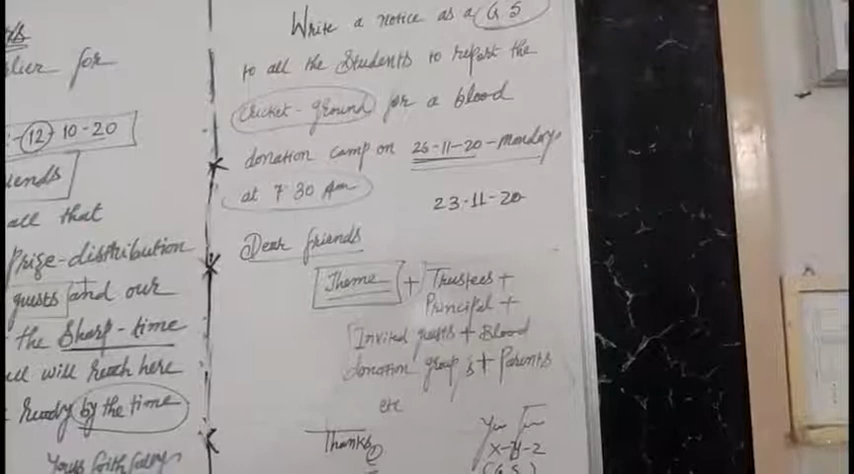 lier for
12 10-20
iends
all that
Prize-distribution
guests and our
the Sharp-time
will reach here
ready by the time
Yours faithfully
Write a notice as a G S
to all the Students to report the
Cricket-ground for a blood
donation camp on 25-11-20-monday
at 7 30 Am
23-11-20
Dear friends
Theme + Trustees +
Principal +
Invited guests + Blood
donation group's + Parents
etc
Thanks
X-Y-Z
(G S)